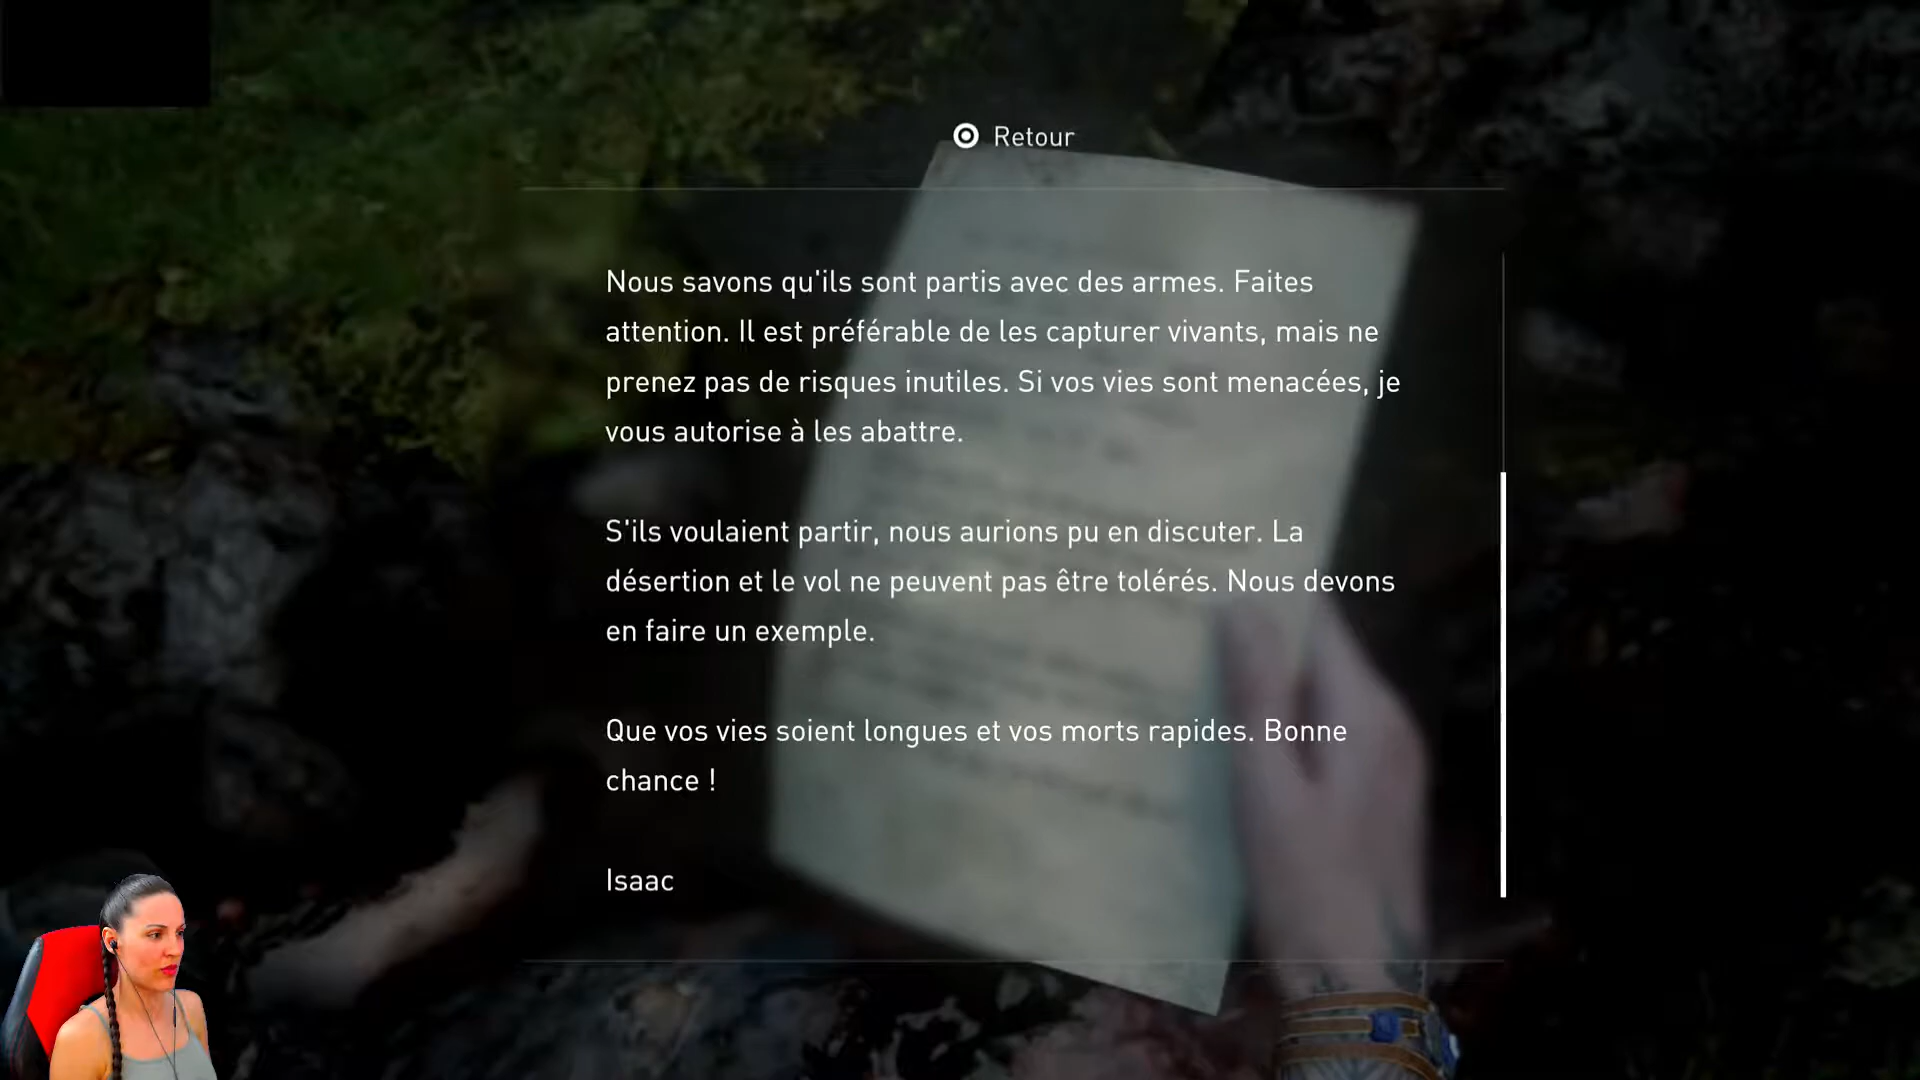 Retour
Nous savons qu'ils sont partis avec des armes. Faites
attention. Il est préférable de les capturer vivants, mais ne
prenez pas de risques inutiles. Si vos vies sont menacées, je
vous autorise à les abattre.
S'ils voulaient partir, nous aurions pu en discuter. La
désertion et le vol ne peuvent pas être tolérés. Nous devons
en faire un exemple.
Que vos vies soient longues et vos morts rapides. Bonne
chance !
Isaac